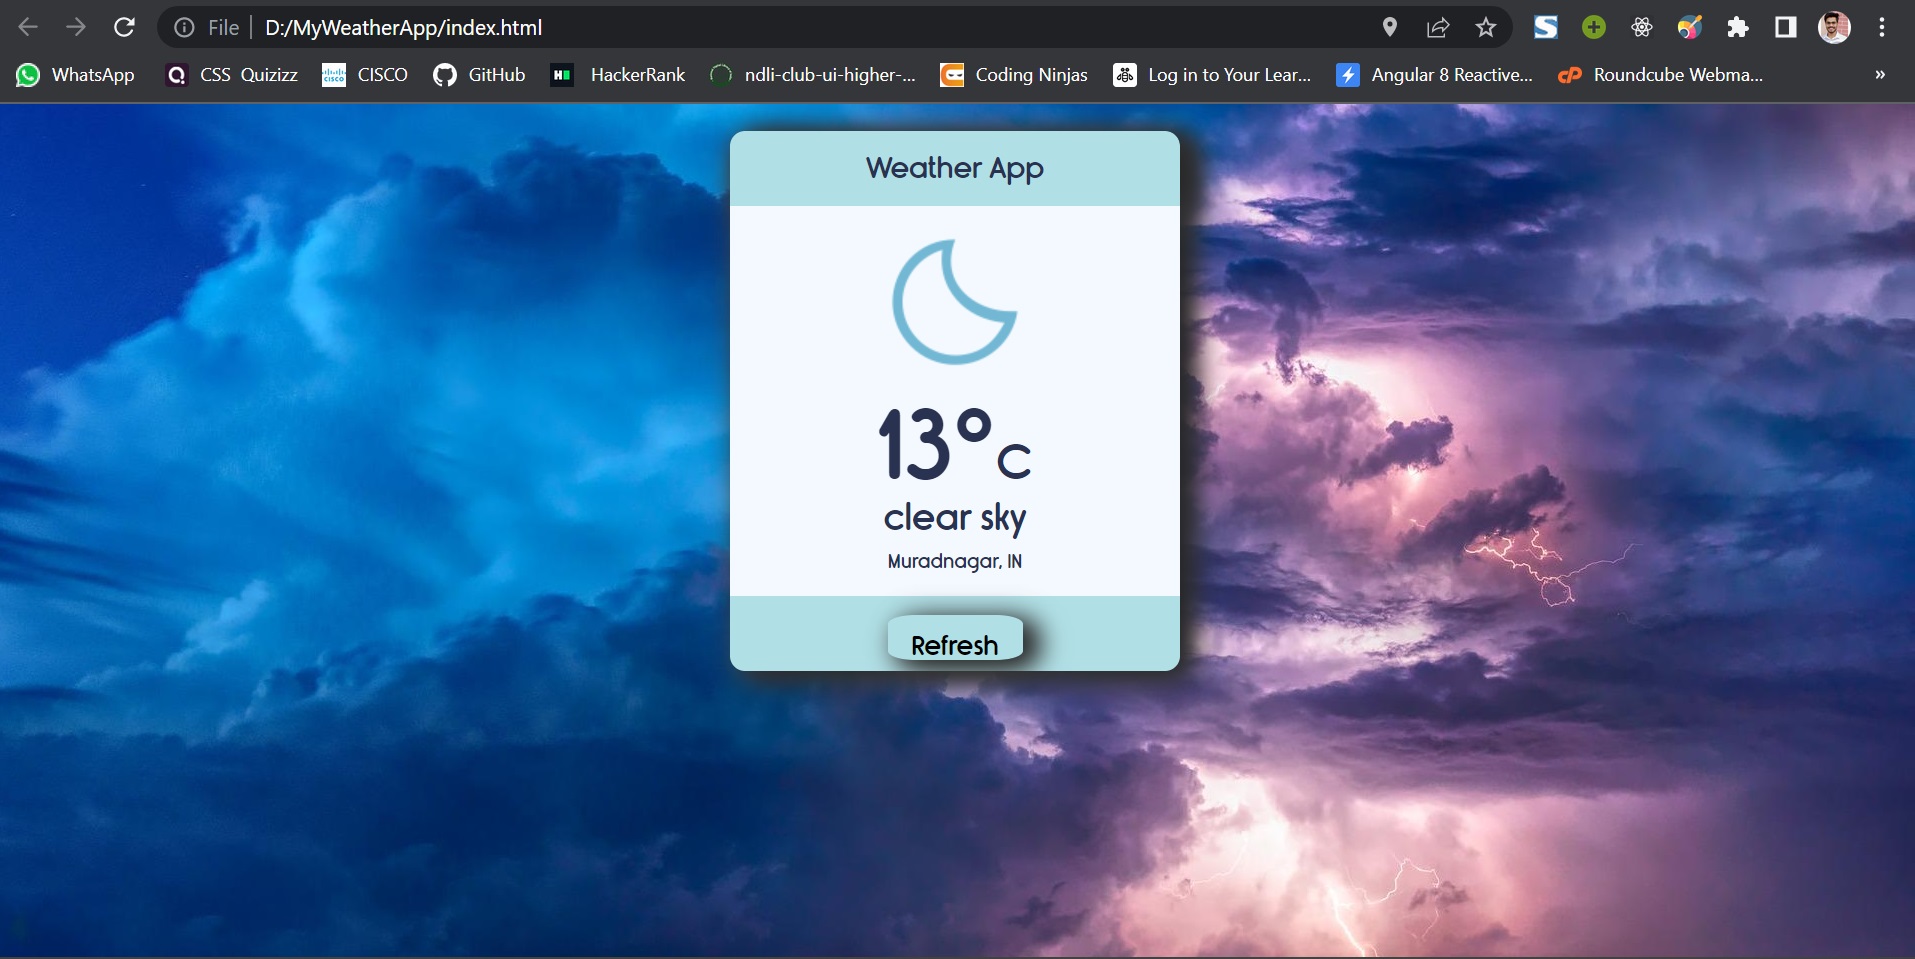 File D:/MyWeatherApp/index.html
WhatsApp CSS Quizizz CISCO GitHub HackerRank ndli-club-ui-higher-... Coding Ninjas Log in to Your Lear... Angular 8 Reactive... Roundcube Webma... »
Weather App
13°C
clear sky
Muradnagar, IN
Refresh